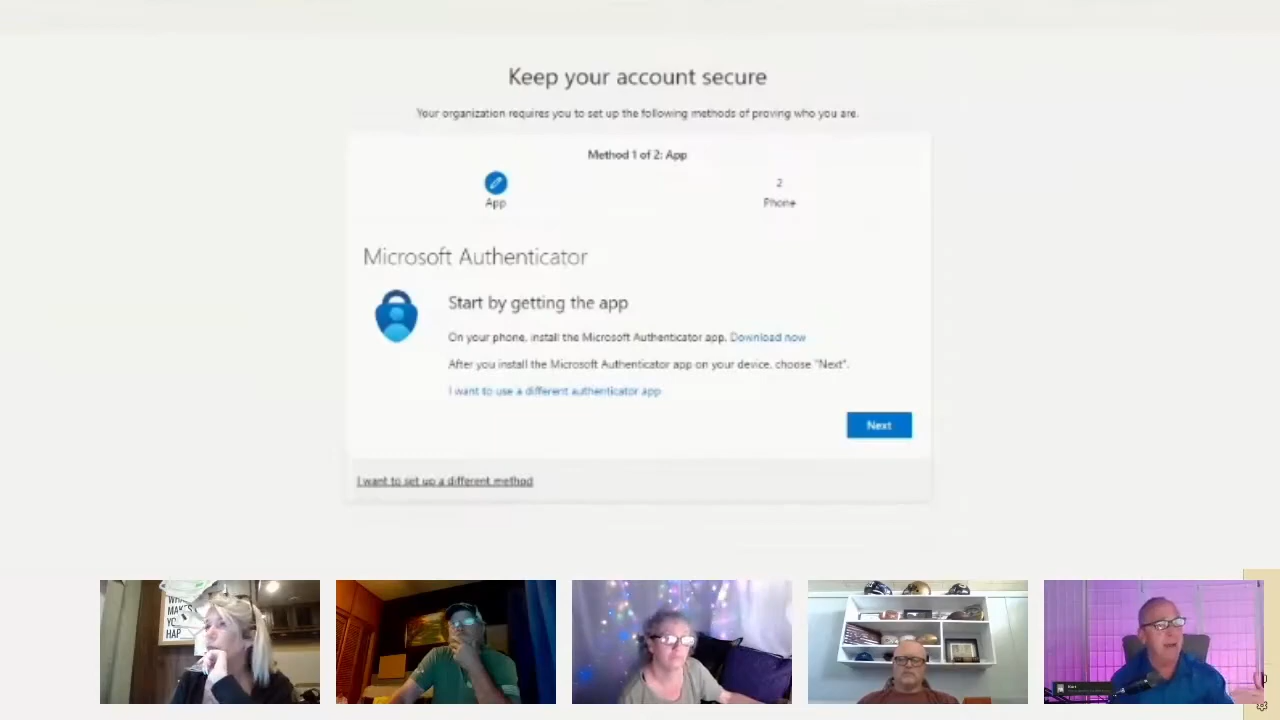 Keep your account secure
Your organization requires you to set up the following methods of proving who you are.
Method 1 of 2: App
2
App
Phone
Microsoft Authenticator
Start by getting the app
On your phone, install the Microsoft Authenticator app. Download now
After you install the Microsoft Authenticator app on your device, choose "Next".
I want to use a different authenticator app
Next
I want to set up a different method
MAKES